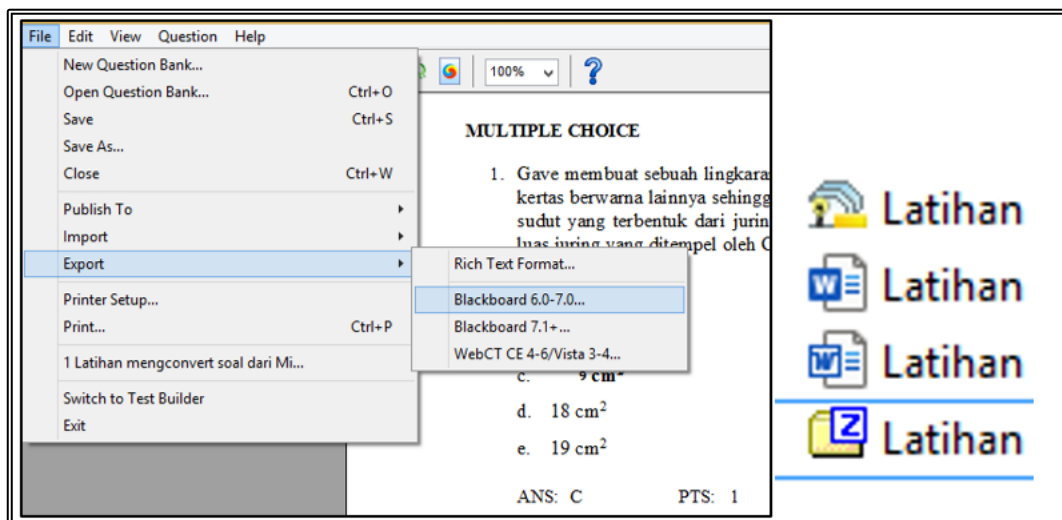 File Edit View Question Help
New Question Bank...
Open Question Bank... Ctrl+O
Save Ctrl+S
Save As...
Close Ctrl+W
Publish To
Import
Export
Printer Setup...
Print... Ctrl+P
1 Latihan mengconvert soal dari Mi...
Switch to Test Builder
Exit
Rich Text Format...
Blackboard 6.0-7.0...
Blackboard 7.1+...
WebCT CE 4-6/Vista 3-4...
100%
MULTIPLE CHOICE
1. Gave membuat sebuah lingkara
kertas berwarna lainnya sehingg
sudut yang terbentuk dari jurin
luas juring yang ditempel oleh G
c. 9 cm²
d. 18 cm²
e. 19 cm²
ANS: C PTS: 1
Latihan
Latihan
Latihan
Latihan